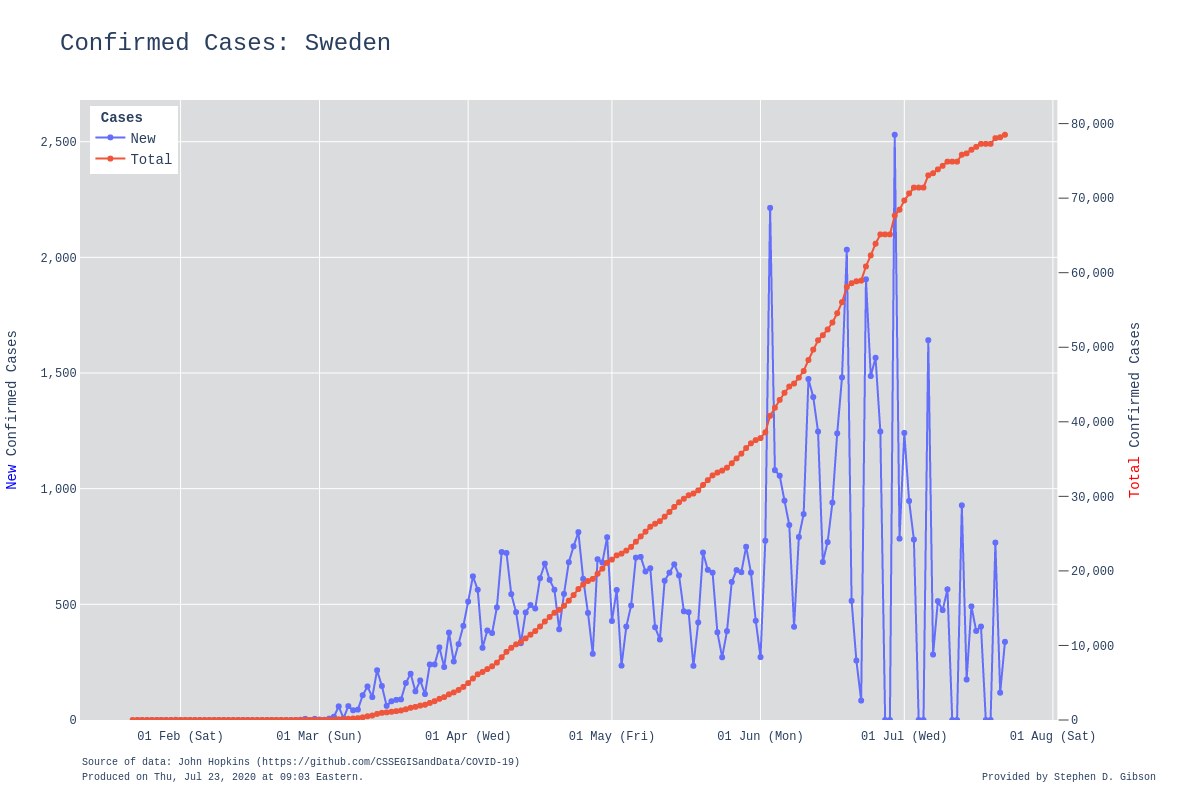 Confirmed Cases: Sweden
Cases
New
Total
2,500
2,000
1,500
1,000
500
0
80,000
70,000
60,000
50,000
40,000
30,000
20,000
10,000
0
New Confirmed Cases
Total Confirmed Cases
01 Feb (Sat)
01 Mar (Sun)
01 Apr (Wed)
01 May (Fri)
01 Jun (Mon)
01 Jul (Wed)
01 Aug (Sat)
Source of data: John Hopkins (https://github.com/CSSEGISandData/COVID-19)
Produced on Thu, Jul 23, 2020 at 09:03 Eastern.
Provided by Stephen D. Gibson